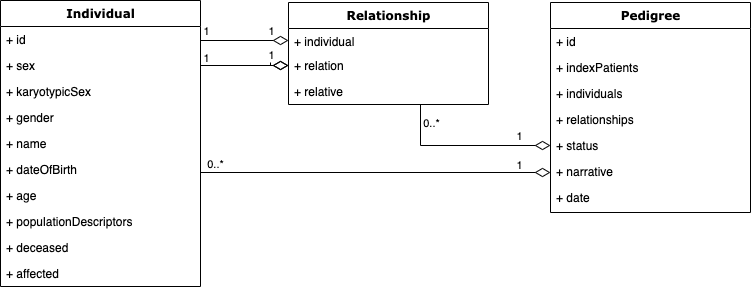 Individual
+ id
+ sex
+ karyotypicSex
+ gender
+ name
+ dateOfBirth
+ age
+ populationDescriptors
+ deceased
+ affected
1
1
1
1
Relationship
+ individual
+ relation
+ relative
0..*
1
0..*
1
Pedigree
+ id
+ indexPatients
+ individuals
+ relationships
+ status
+ narrative
+ date